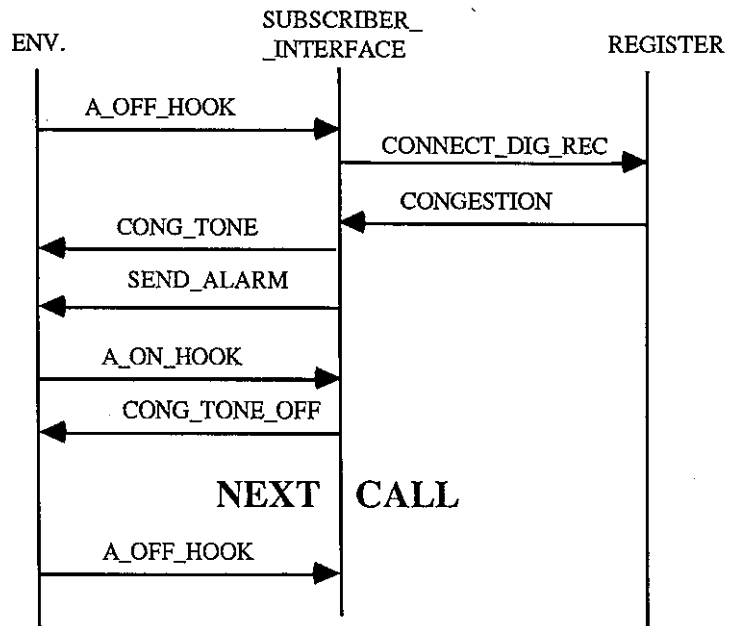 ENV.
SUBSCRIBER_
_INTERFACE
REGISTER
A_OFF_HOOK
CONNECT_DIG_REC
CONGESTION
CONG_TONE
SEND_ALARM
A_ON_HOOK
CONG_TONE_OFF
NEXT CALL
A_OFF_HOOK